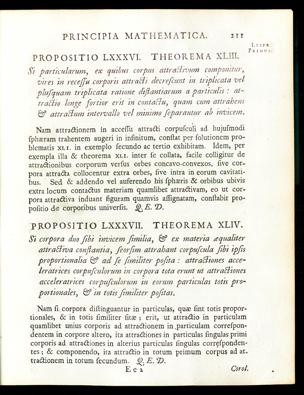 PRINCIPIA MATHEMATICA. 211
LIBER
PRIMUS.
PROPOSITIO LXXXVI. THEOREMA XLIII.
Si particularum, ex quibus corpus attractivum componitur,
vires in recessu corporis attracti decrescunt in triplicata vel
plusquam triplicata ratione distantiarum a particulis: at-
tractio longe fortior erit in contactu, quam cum attrahens
& attractum intervallo vel minimo separantur ab invicem.
Nam attractionem in accessu attracti corpusculi ad hujusmodi
sphæram trahentem augeri in infinitum, constat per solutionem pro-
blematis XLI. in exemplo secundo ac tertio exhibitam. Idem, per
exempla illa & theorema XLI. inter se collata, facile colligitur de
attractionibus corporum versus orbes concavo-convexos, sive cor-
pora attracta collocentur extra orbes, sive intra in eorum cavita-
tibus. Sed & addendo vel auferendo his sphæris & orbibus ubivis
extra locum contactus materiam quamlibet attractivam, eo ut cor-
pora attractiva induant figuram quamvis assignatam, constabit pro-
positio de corporibus universis. Q. E. D.
PROPOSITIO LXXXVII. THEOREMA XLIV.
Si corpora duo sibi invicem similia, & ex materia æqualiter
attractiva constantia, seorsim attrahant corpuscula sibi ipsis
proportionalia & ad se similiter posita: attractiones accele-
ratrices corpusculorum in corpora tota erunt ut attractiones
acceleratrices corpusculorum in eorum particulas totis pro-
portionales, & in totis similiter positas.
Nam si corpora distinguantur in particulas, quæ sint totis propor-
tionales, & in totis similiter sitæ; erit, ut attractio in particulam
quamlibet unius corporis ad attractionem in particulam correspon-
dentem in corpore altero, ita attractiones in particulas singulas primi
corporis ad attractiones in alterius particulas singulas corresponden-
tes; & componendo, ita attractio in totum primum corpus ad at-
tractionem in totum secundum. Q. E. D.
E e 2 Corol.